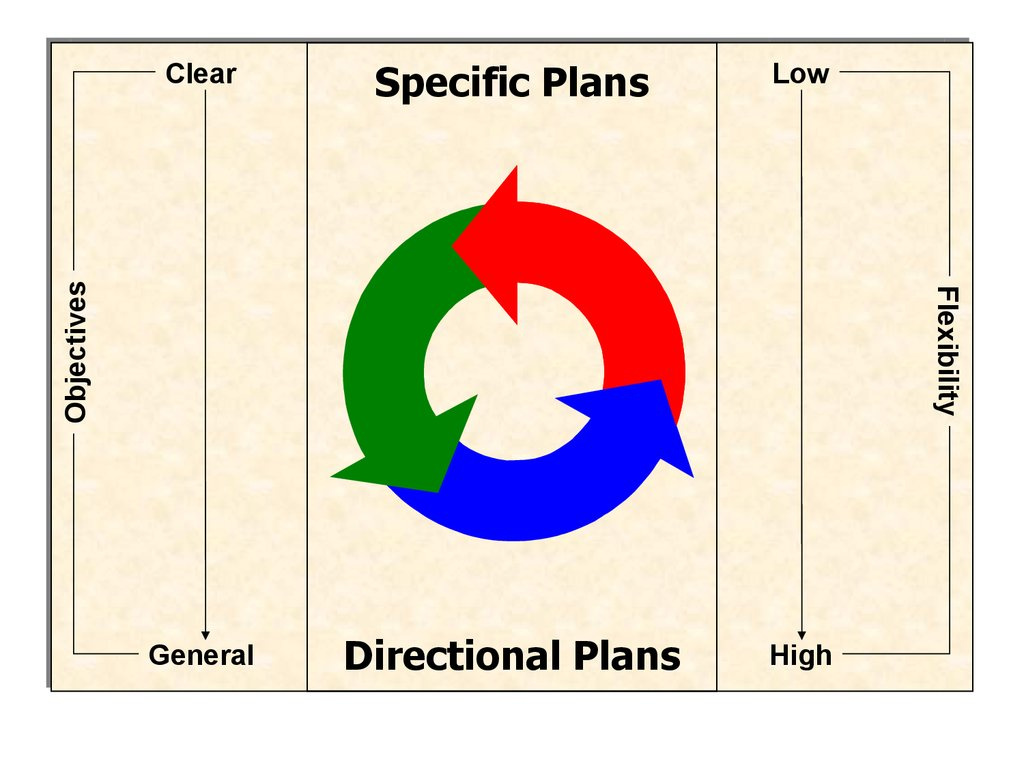 Clear
Specific Plans
Low
Objectives
Flexibility
General
Directional Plans
High